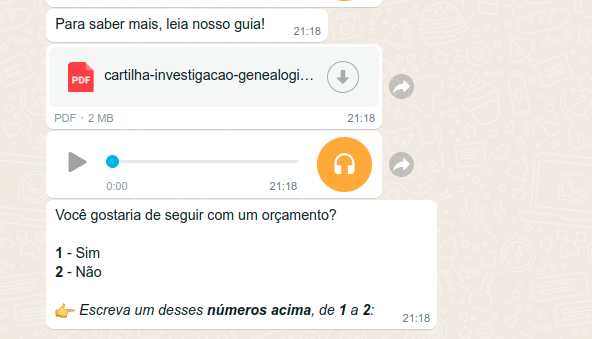 Para saber mais, leia nosso guia!
21:18
PDF
cartilha-investigacao-genealogi...
PDF • 2 MB
21:18
0:00
21:18
Você gostaria de seguir com um orçamento?
1 - Sim
2 - Não
👉 Escreva um desses números acima, de 1 a 2:
21:18